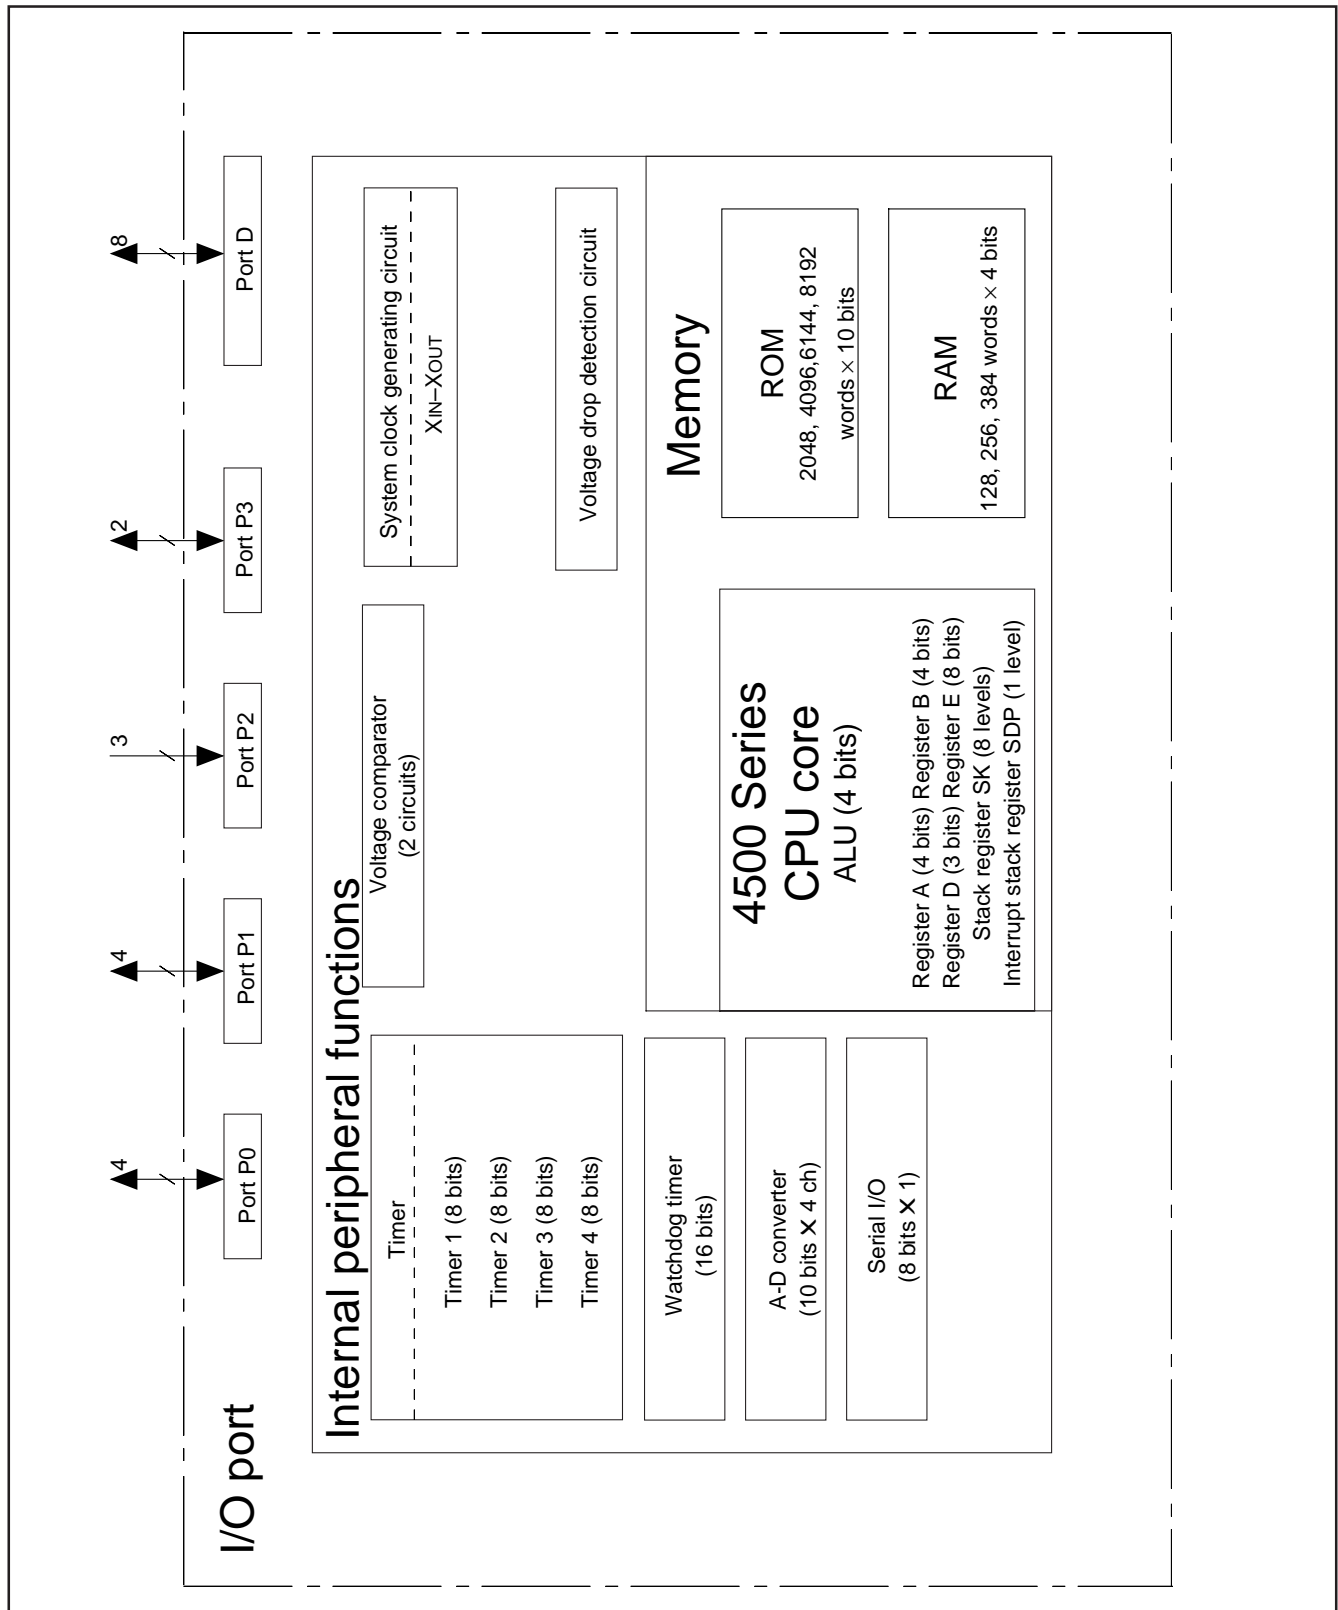 4
4
3
2
8
Port P0
Port P1
Port P2
Port P3
Port D
I/O port
Internal peripheral functions
Timer
Timer 1 (8 bits)
Timer 2 (8 bits)
Timer 3 (8 bits)
Timer 4 (8 bits)
Watchdog timer
(16 bits)
A-D converter
(10 bits X 4 ch)
Serial I/O
(8 bits X 1)
Voltage comparator
(2 circuits)
System clock generating circuit
XIN–XOUT
Voltage drop detection circuit
4500 Series
CPU core
ALU (4 bits)
Register A (4 bits) Register B (4 bits)
Register D (3 bits) Register E (8 bits)
Stack register SK (8 levels)
Interrupt stack register SDP (1 level)
Memory
ROM
2048, 4096,6144, 8192
words × 10 bits
RAM
128, 256, 384 words × 4 bits